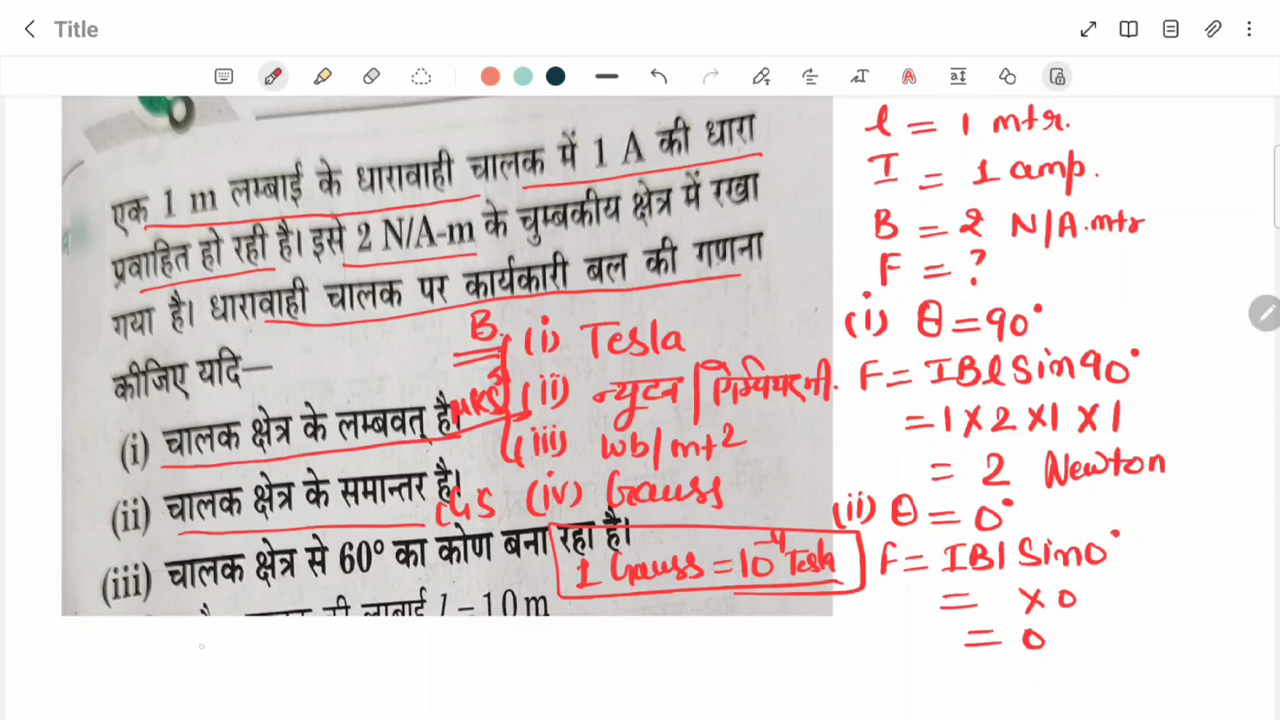 Title
एक 1 m लम्बाई के धारावाही चालक में 1 A की धारा
प्रवाहित हो रही है। इसे 2 N/A-m के चुम्बकीय क्षेत्र में रखा
गया है। धारावाही चालक पर कार्यकारी बल की गणना
कीजिए यदि—
(i) चालक क्षेत्र के लम्बवत् है।
(ii) चालक क्षेत्र के समान्तर है।
(iii) चालक क्षेत्र से 60° का कोण बना रहा है।
l = 10 m
B
(i) Tesla
MKS (ii) न्यूटन /
(iii) wb/mt2
CGS (iv) Gauss
1 Gauss = 10⁻⁴ Tesla
l = 1 mtr.
I = 1 amp.
B = 2 N/A.mtr
F = ?
(i) θ = 90°
F = IBl Sin90°
= 1 X 2 X 1 X 1
= 2 Newton
(ii) θ = 0°
F = IBl Sin0°
= X 0
= 0